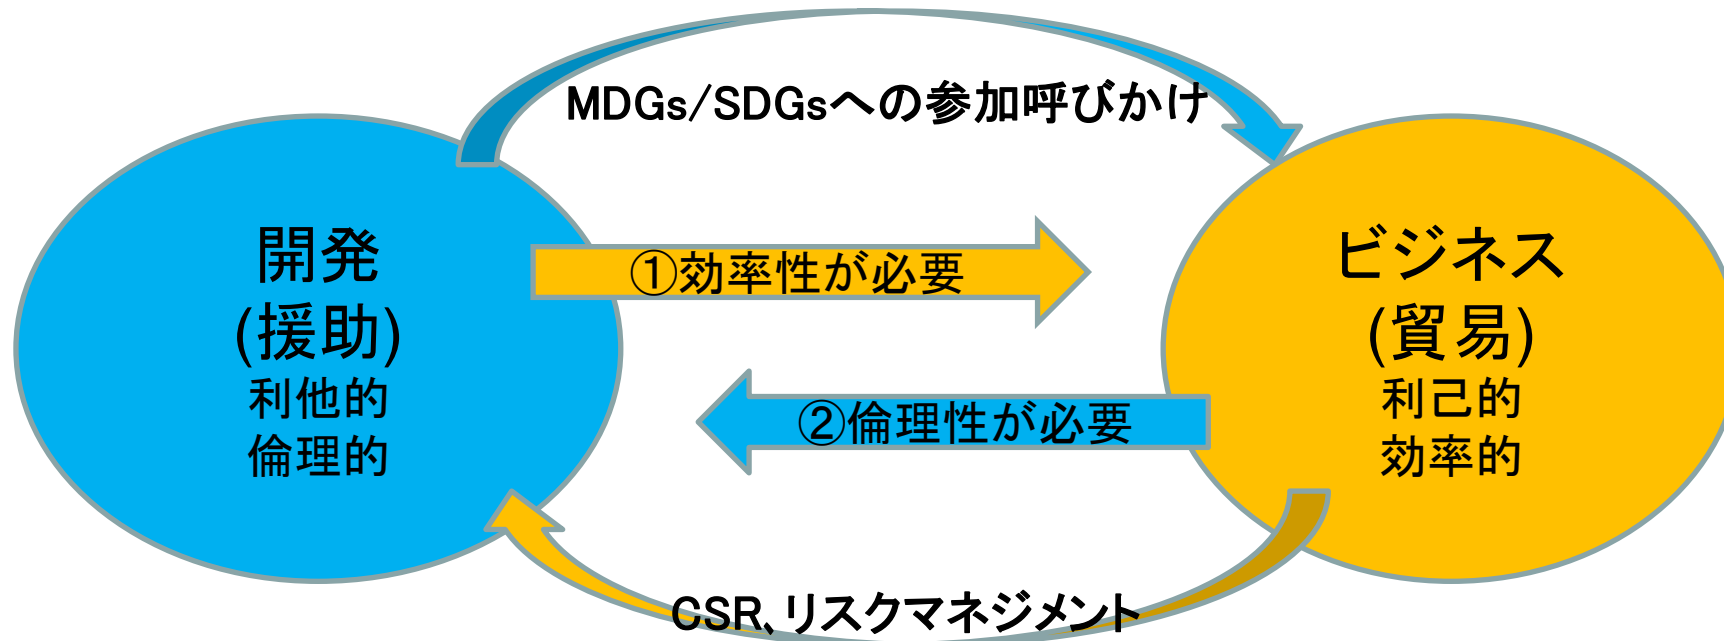 MDGs/SDGsへの参加呼びかけ
開発
(援助)
利他的
倫理的
①効率性が必要
②倫理性が必要
ビジネス
(貿易)
利己的
効率的
CSR、リスクマネジメント